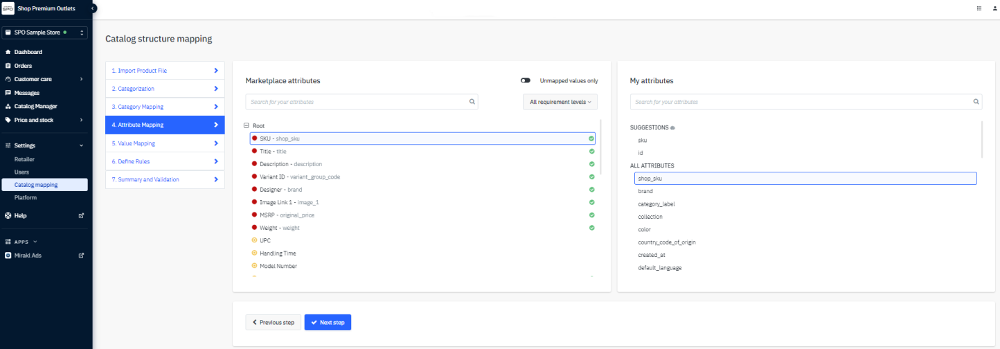 SPO
Shop Premium Outlets
SPO Sample Store
Dashboard
Orders
Customer care
Messages
Catalog Manager
Price and stock
Settings
Retailer
Users
Catalog mapping
Platform
Help
APPS
Mirakl Ads
Catalog structure mapping
1. Import Product File
2. Categorization
3. Category Mapping
4. Attribute Mapping
5. Value Mapping
6. Define Rules
7. Summary and Validation
Marketplace attributes
Unmapped values only
Search for your attributes
All requirement levels
Root
SKU - shop_sku
Title - title
Description - description
Variant ID - variant_group_code
Designer - brand
Image Link 1 - image_1
MSRP - original_price
Weight - weight
UPC
Handling Time
Model Number
My attributes
Search for your attributes
SUGGESTIONS
sku
id
ALL ATTRIBUTES
shop_sku
brand
category_label
collection
color
country_code_of_origin
created_at
default_language
Previous step
Next step